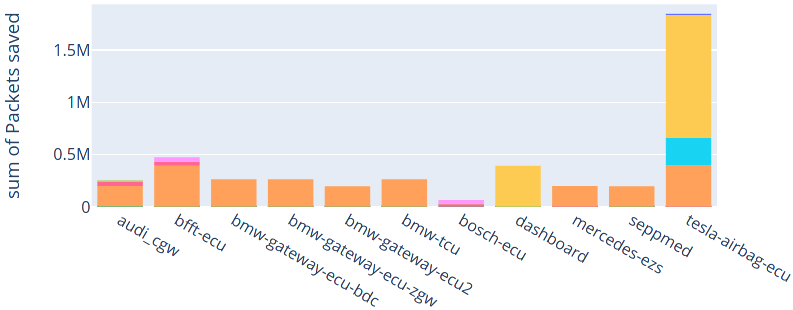 sum of Packets saved
1.5M
1M
0.5M
0
audi_cgw
bfft-ecu
bmw-gateway-ecu-bdc
bmw-gateway-ecu-zgw
bmw-gateway-ecu2
bmw-tcu
bosch-ecu
dashboard
mercedes-ezs
seppmed
tesla-airbag-ecu